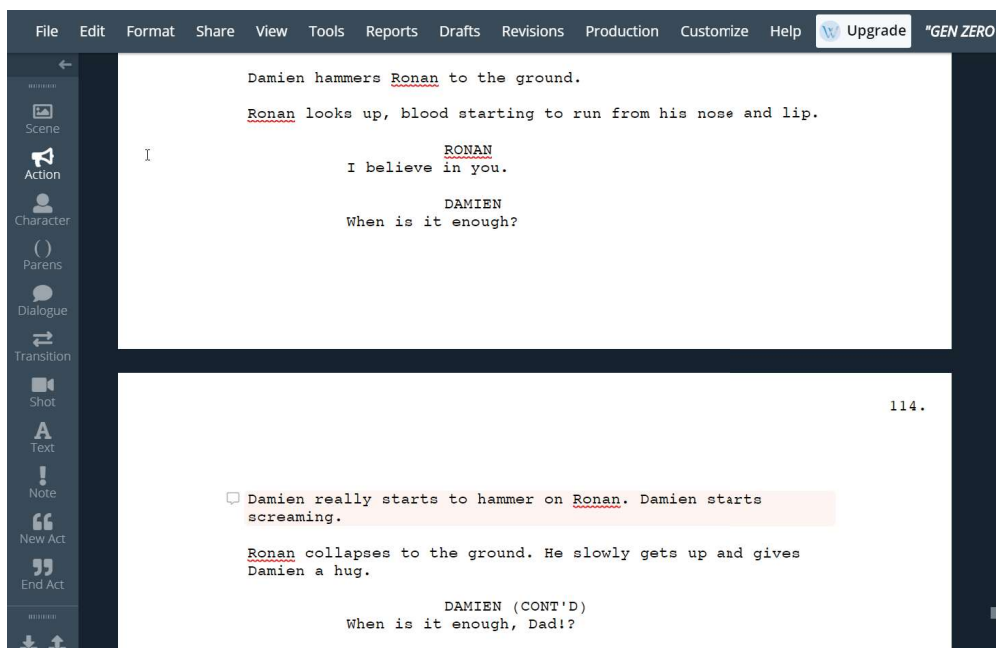 File Edit Format Share View Tools Reports Drafts Revisions Production Customize Help W Upgrade "GEN ZERO
Scene
Action
Character
( )
Parens
Dialogue
Transition
Shot
A
Text
!
Note
New Act
End Act
Damien hammers Ronan to the ground.
Ronan looks up, blood starting to run from his nose and lip.
RONAN
I believe in you.
DAMIEN
When is it enough?
114.
Damien really starts to hammer on Ronan. Damien starts
screaming.
Ronan collapses to the ground. He slowly gets up and gives
Damien a hug.
DAMIEN (CONT'D)
When is it enough, Dad!?